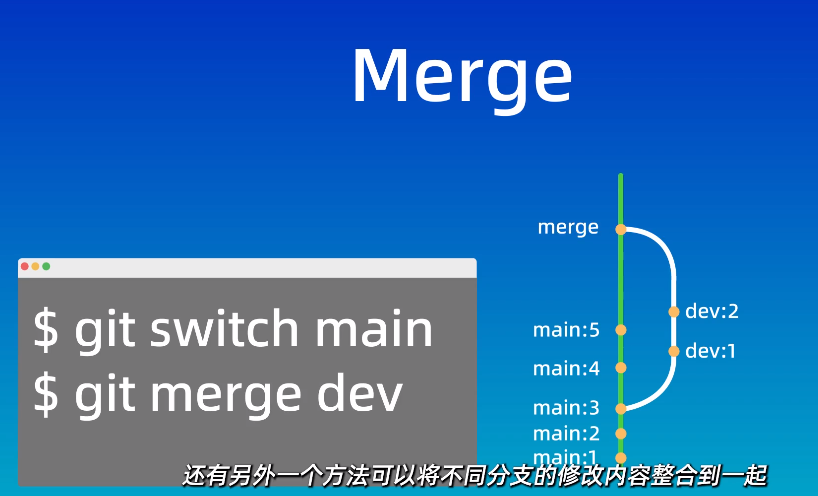 Merge
$ git switch main
$ git merge dev
merge
dev:2
main:5
dev:1
main:4
main:3
main:2
main:1
还有另外一个方法可以将不同分支的修改内容整合到一起